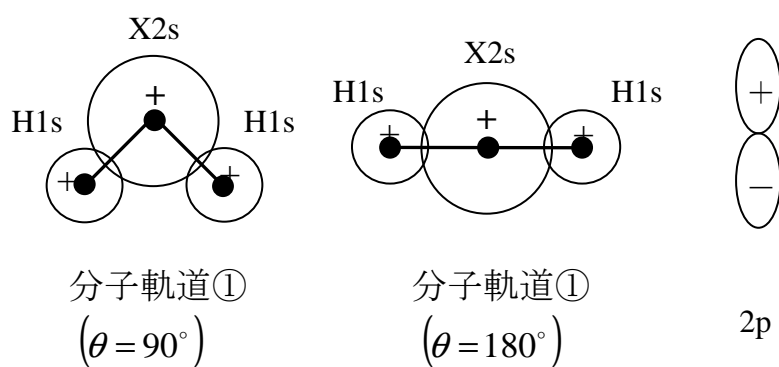 X2s
H1s
H1s
+
+
+
分子軌道①
(θ = 90°)
X2s
H1s
H1s
+
+
+
分子軌道①
(θ = 180°)
+
−
2p